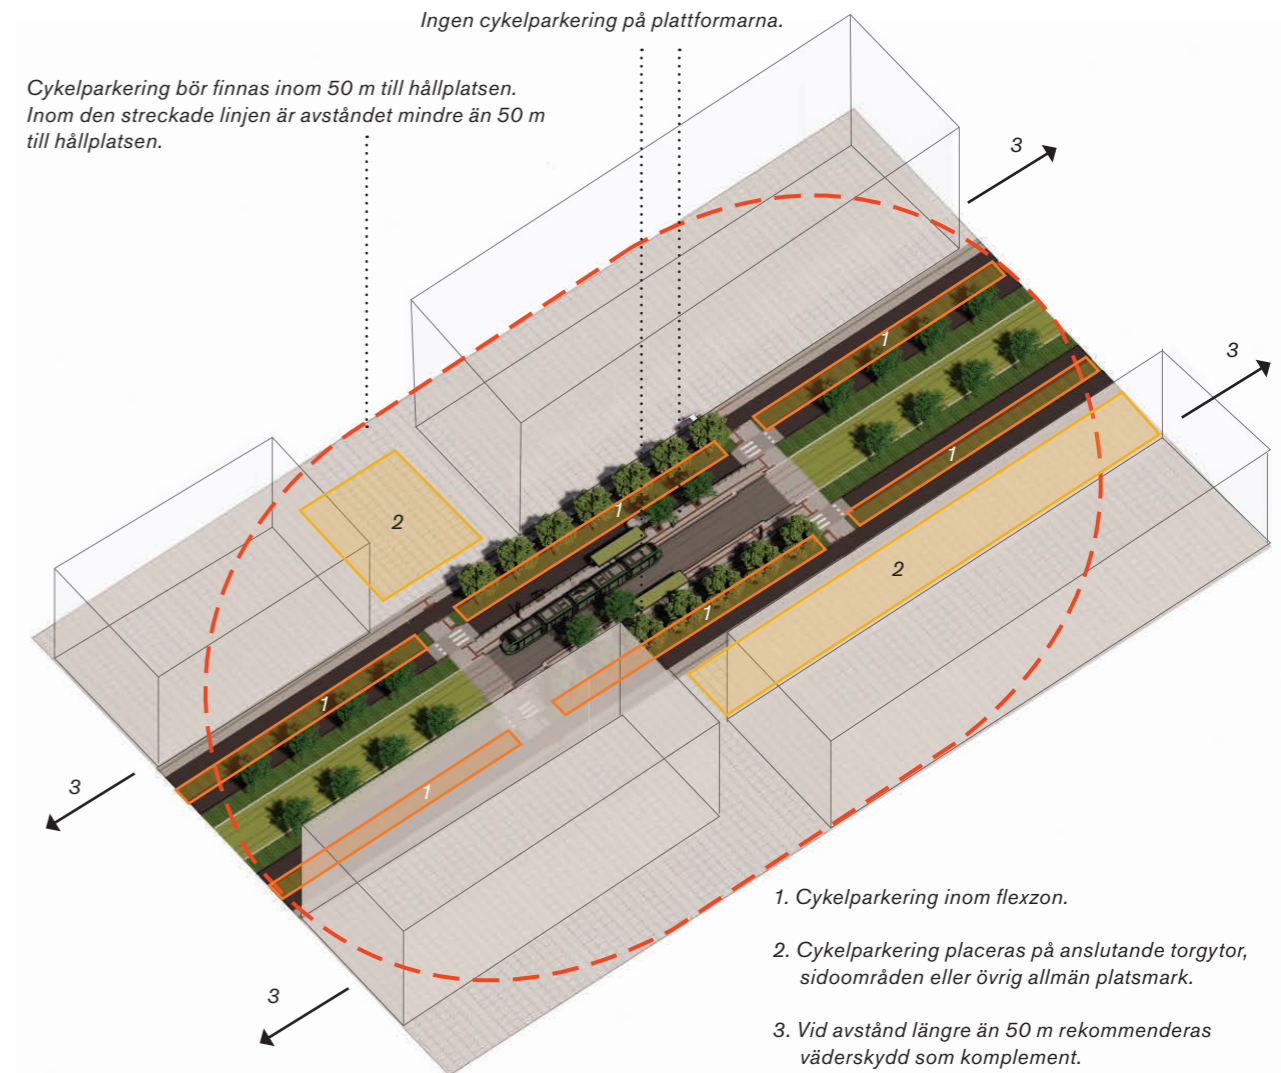 Ingen cykelparkering på plattformarna.
Cykelparkering bör finnas inom 50 m till hållplatsen.
Inom den streckade linjen är avståndet mindre än 50 m
till hållplatsen.
3
3
1
1
1
2
2
1
1
1
3
3
1. Cykelparkering inom flexzon.
2. Cykelparkering placeras på anslutande torgytor,
sidoområden eller övrig allmän platsmark.
3. Vid avstånd längre än 50 m rekommenderas
väderskydd som komplement.